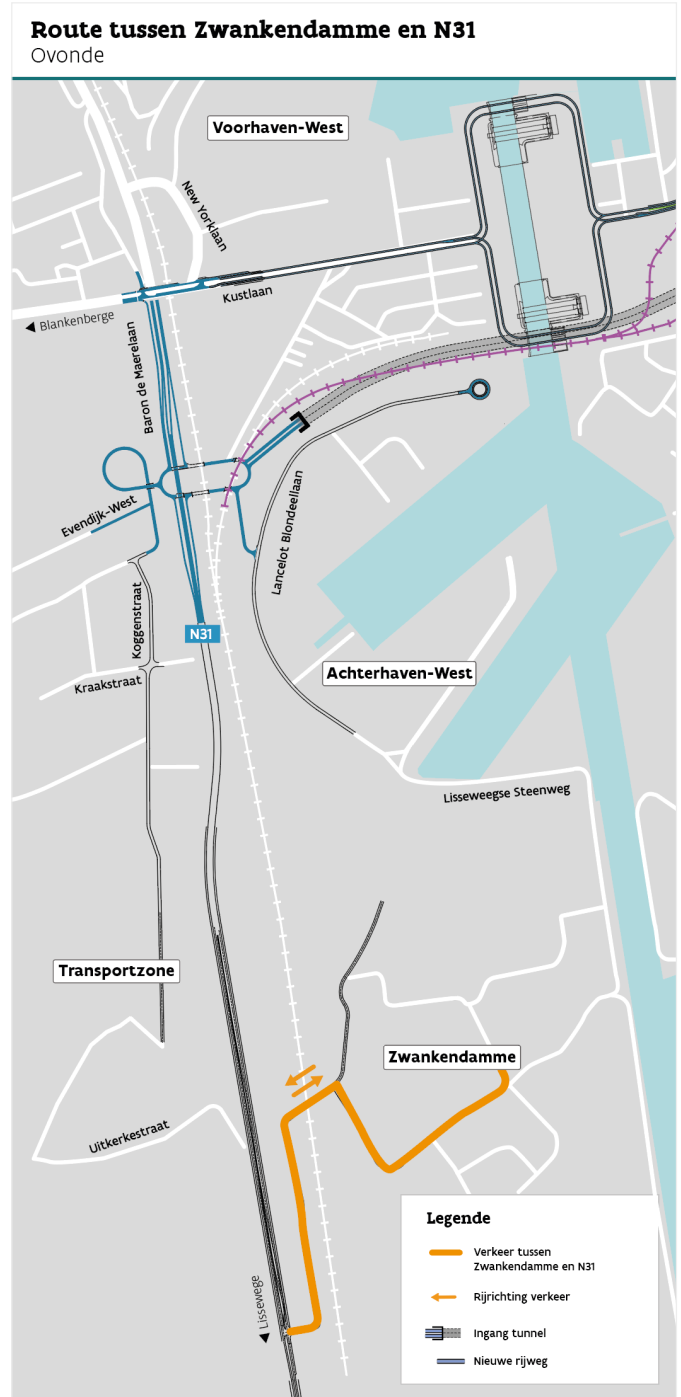 Route tussen Zwankendamme en N31
Ovonde
Voorhaven-West
New Yorklaan
Kustlaan
Blankenberge
Baron de Maerelaan
Evendijk-West
Lancelot Blondeellaan
Koggenstraat
N31
Kraakstraat
Achterhaven-West
Lisseweegse Steenweg
Transportzone
Zwankendamme
Uitkerkestraat
Lissewege
Legende
Verkeer tussen
Zwankendamme en N31
Rijrichting verkeer
Ingang tunnel
Nieuwe rijweg